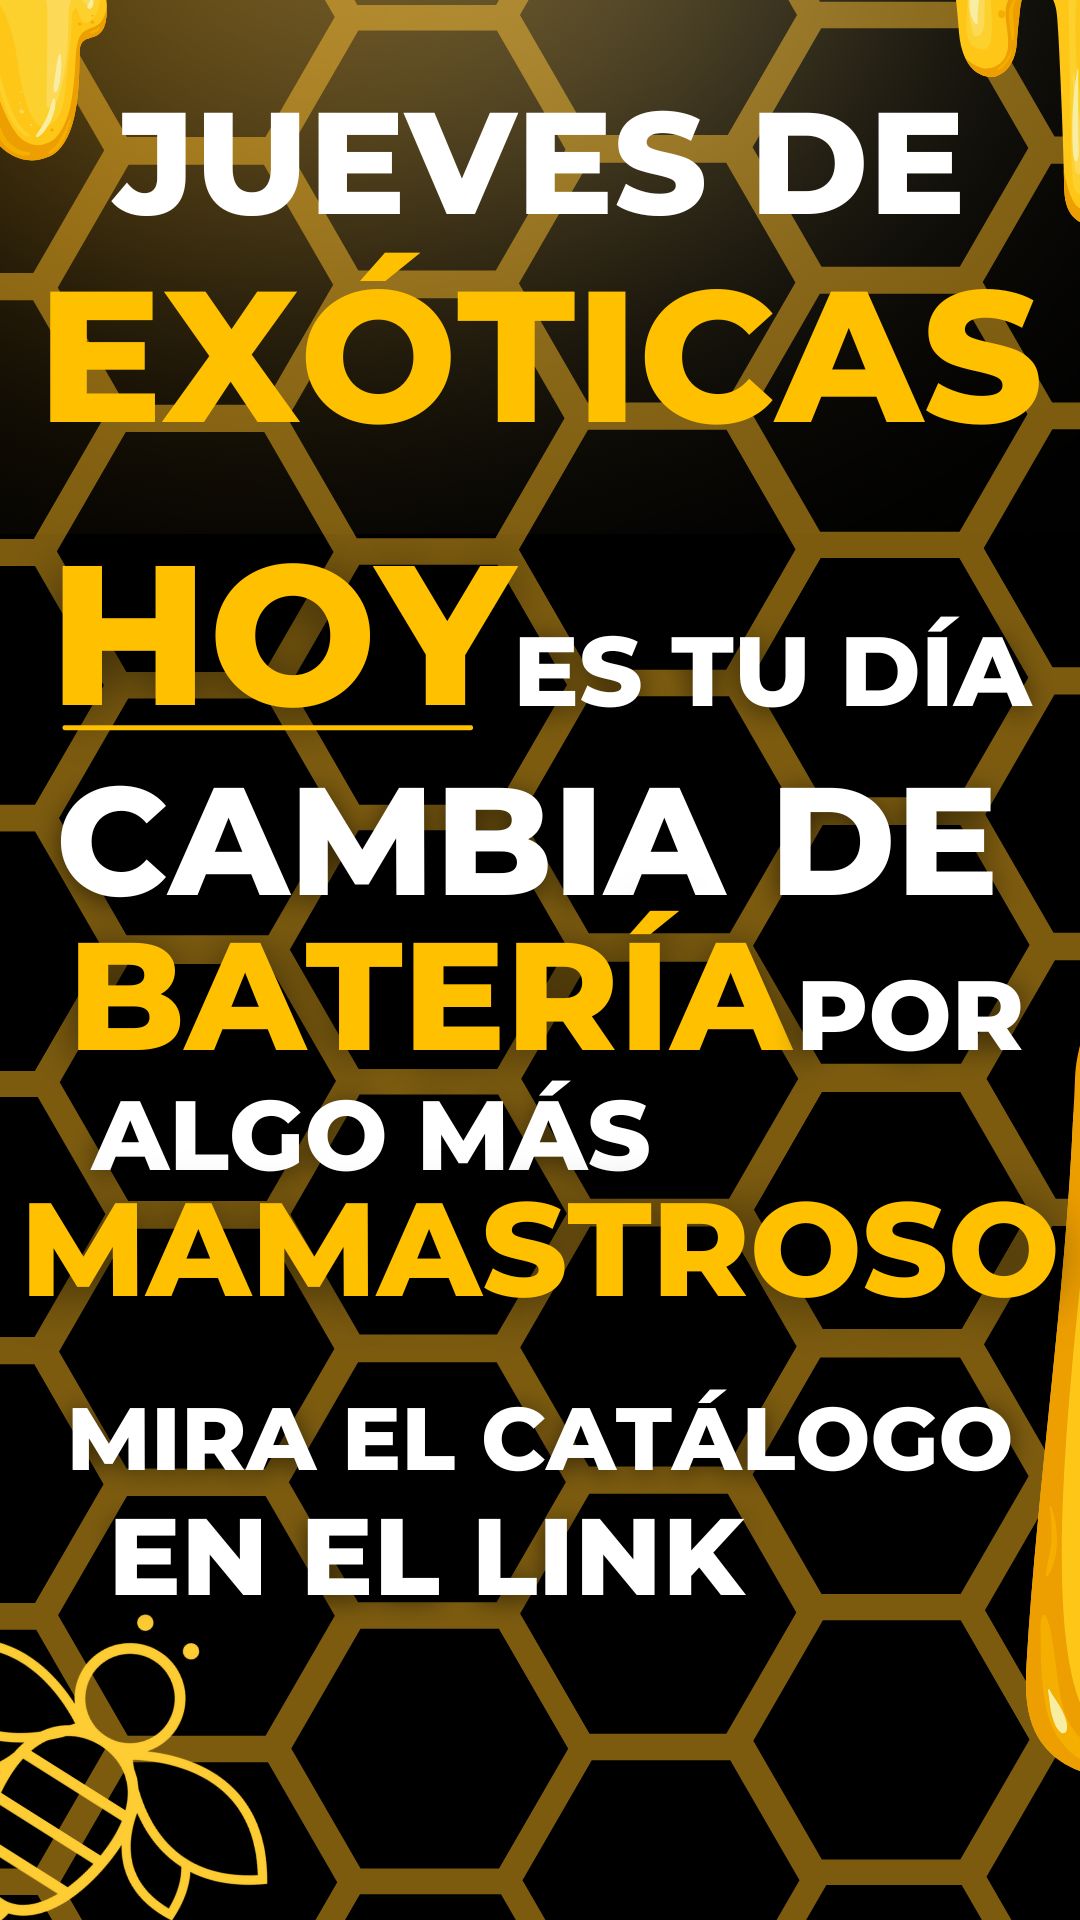 JUEVES DE
EXÓTICAS
HOY ES TU DÍA
CAMBIA DE
BATERÍA POR
ALGO MÁS
MAMASTROSO
MIRA EL CATÁLOGO
EN EL LINK